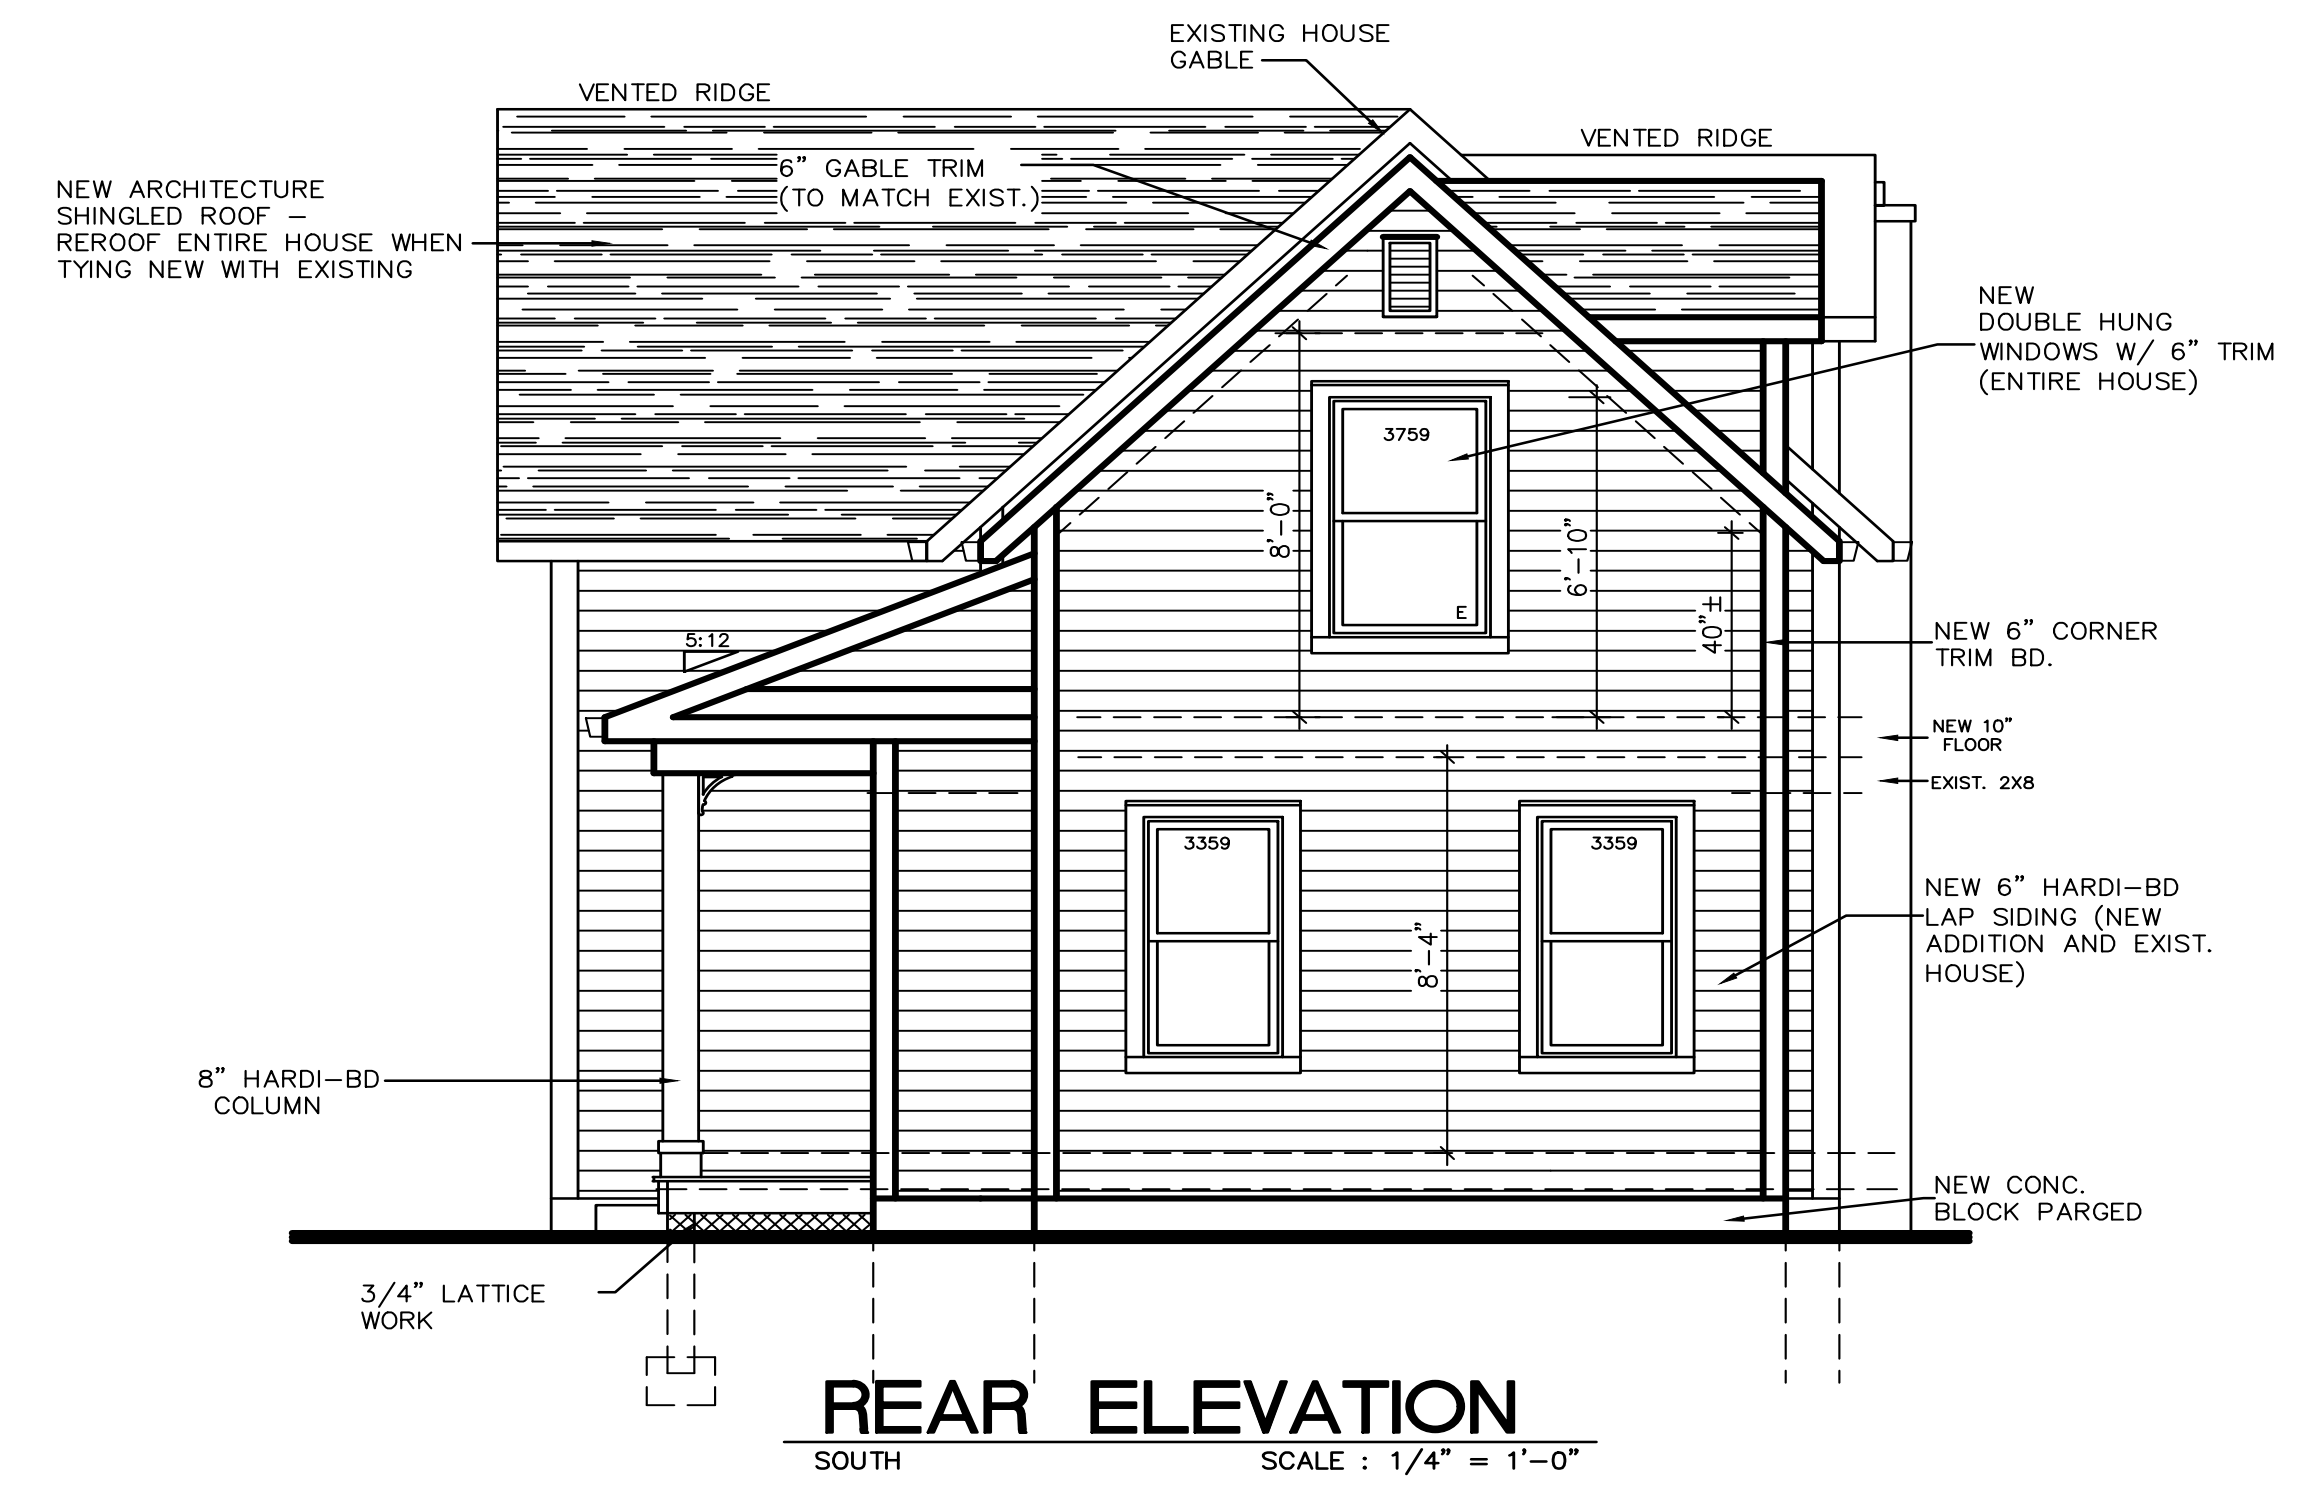 EXISTING HOUSE
GABLE
VENTED RIDGE
VENTED RIDGE
6” GABLE TRIM
(TO MATCH EXIST.)
NEW ARCHITECTURE
SHINGLED ROOF –
REROOF ENTIRE HOUSE WHEN
TYING NEW WITH EXISTING
NEW
DOUBLE HUNG
WINDOWS W/ 6” TRIM
(ENTIRE HOUSE)
3759
E
8'–0”
6'–10”
40”±
5:12
NEW 6” CORNER
TRIM BD.
NEW 10”
FLOOR
EXIST. 2X8
3359
3359
8'–4”
NEW 6” HARDI–BD
LAP SIDING (NEW
ADDITION AND EXIST.
HOUSE)
8” HARDI–BD
COLUMN
NEW CONC.
BLOCK PARGED
3/4” LATTICE
WORK
REAR ELEVATION
SOUTH
SCALE : 1/4” = 1'–0”